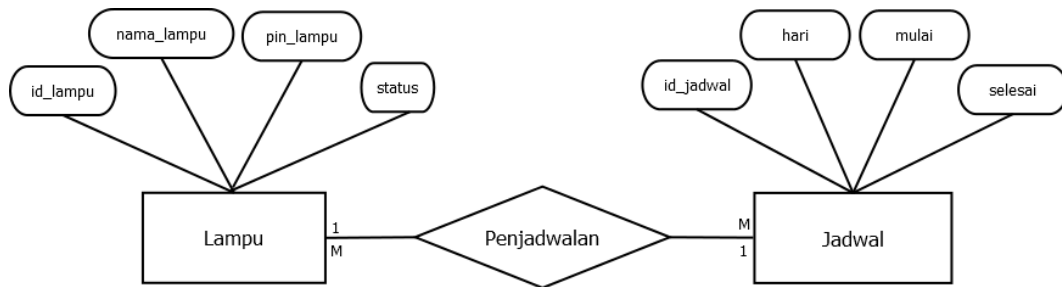 nama_lampu
pin_lampu
hari
mulai
id_lampu
status
id_jadwal
selesai
Lampu
1
M
Penjadwalan
M
1
Jadwal